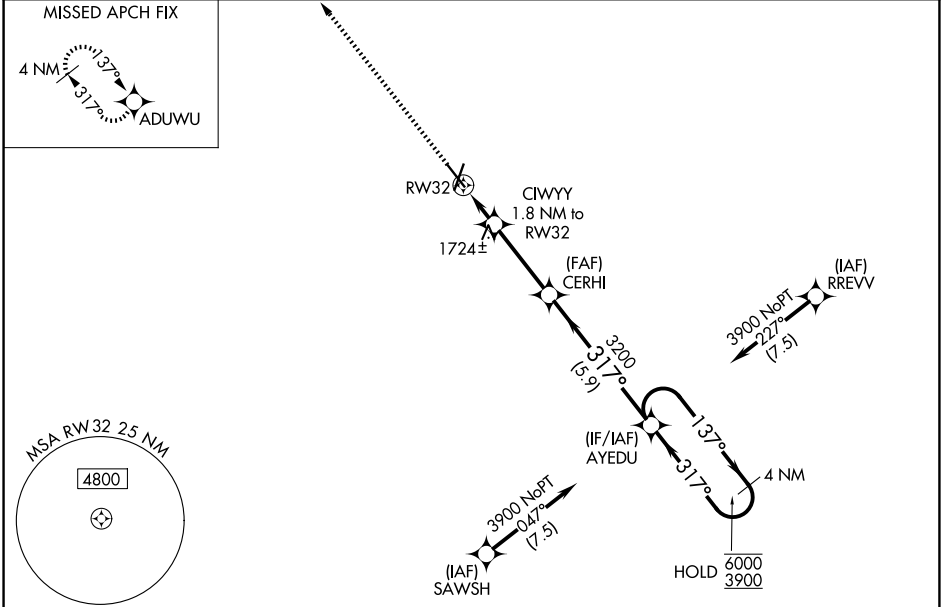 MISSED APCH FIX
4 NM
137°
317°
ADUWU
RW32
CIWYY
1.8 NM to
RW32
1724±
(FAF)
CERHI
(IAF)
RREVV
3900 NoPT
227°
(7.5)
3200
317°
(5.9)
(IF/IAF)
AYEDU
137°
317°
4 NM
HOLD
6000
3900
MSA RW32 25 NM
4800
3900 NoPT
047°
(7.5)
(IAF)
SAWSH